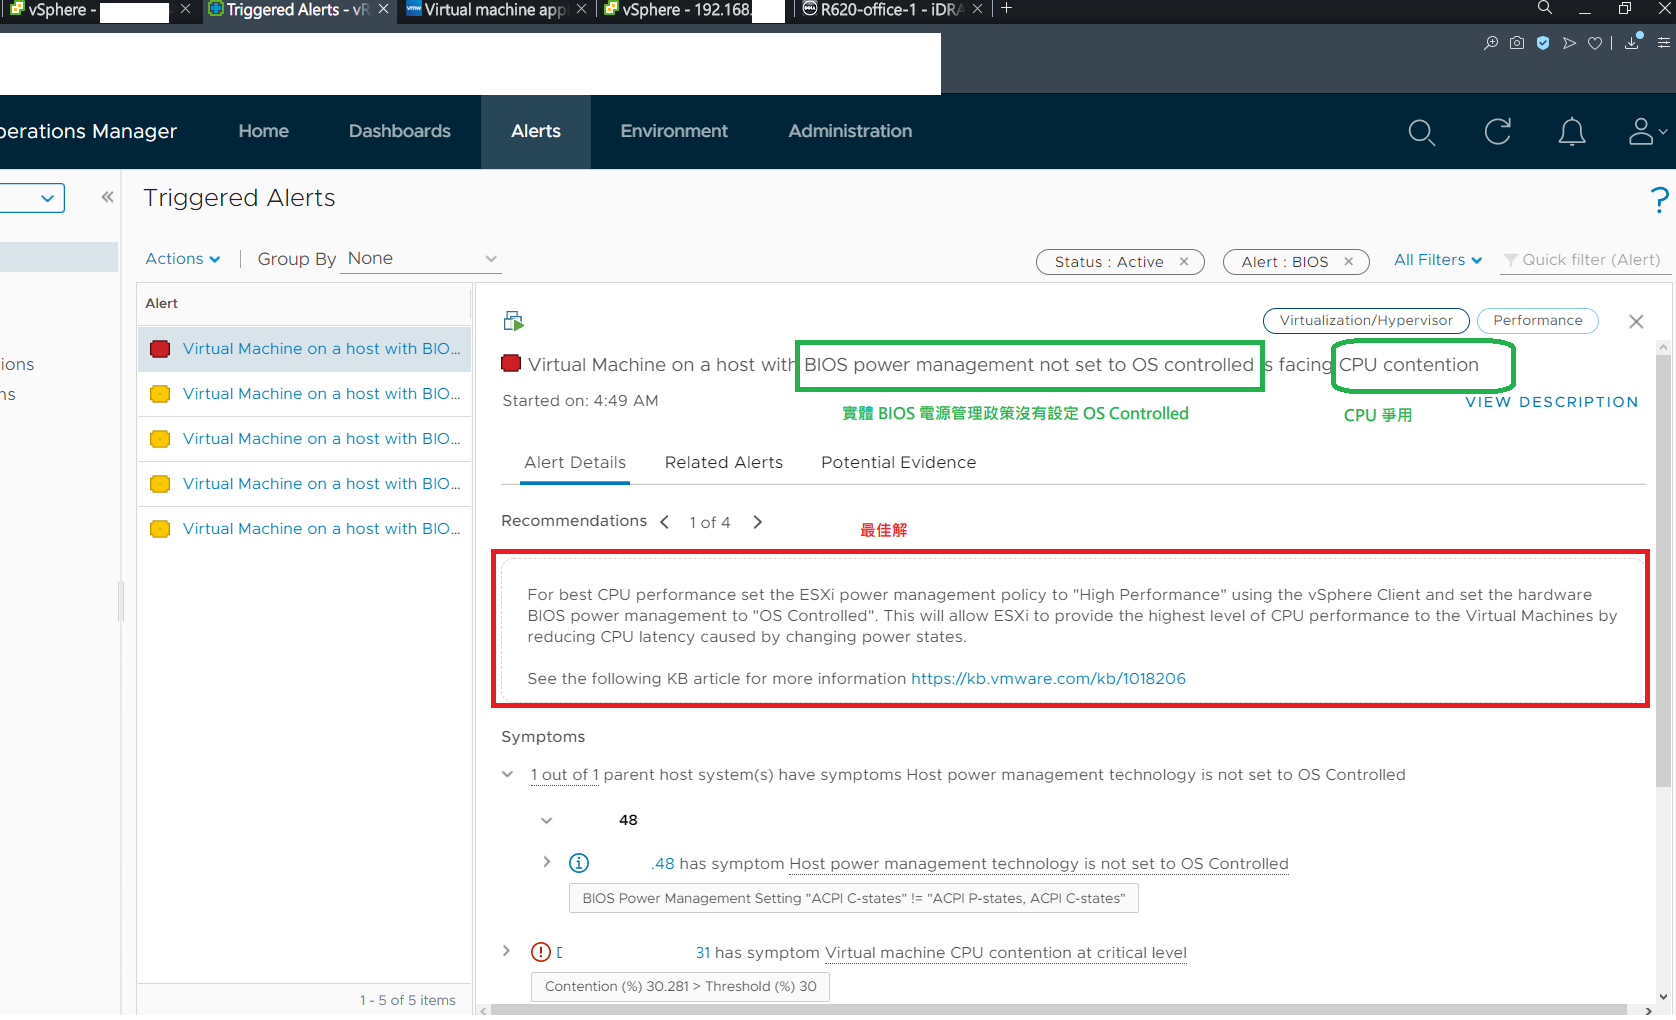 vSphere -
Triggered Alerts - vR
Virtual machine app
vSphere - 192.168.
R620-office-1 - iDRA
perations Manager
Home
Dashboards
Alerts
Environment
Administration
Triggered Alerts
?
Actions
Group By None
Status : Active ×
Alert : BIOS ×
All Filters
Quick filter (Alert)
ions
ns
Alert
Virtual Machine on a host with BIO...
Virtual Machine on a host with BIO...
Virtual Machine on a host with BIO...
Virtual Machine on a host with BIO...
Virtual Machine on a host with BIO...
1 - 5 of 5 items
Virtualization/Hypervisor
Performance
Virtual Machine on a host with BIOS power management not set to OS controlled is facing CPU contention
Started on: 4:49 AM
實體 BIOS 電源管理政策沒有設定 OS Controlled
CPU 爭用
VIEW DESCRIPTION
Alert Details
Related Alerts
Potential Evidence
Recommendations < 1 of 4 >
最佳解
For best CPU performance set the ESXi power management policy to "High Performance" using the vSphere Client and set the hardware
BIOS power management to "OS Controlled". This will allow ESXi to provide the highest level of CPU performance to the Virtual Machines by
reducing CPU latency caused by changing power states.
See the following KB article for more information https://kb.vmware.com/kb/1018206
Symptoms
1 out of 1 parent host system(s) have symptoms Host power management technology is not set to OS Controlled
48
.48 has symptom Host power management technology is not set to OS Controlled
BIOS Power Management Setting "ACPI C-states" != "ACPI P-states, ACPI C-states"
31 has symptom Virtual machine CPU contention at critical level
Contention (%) 30.281 > Threshold (%) 30